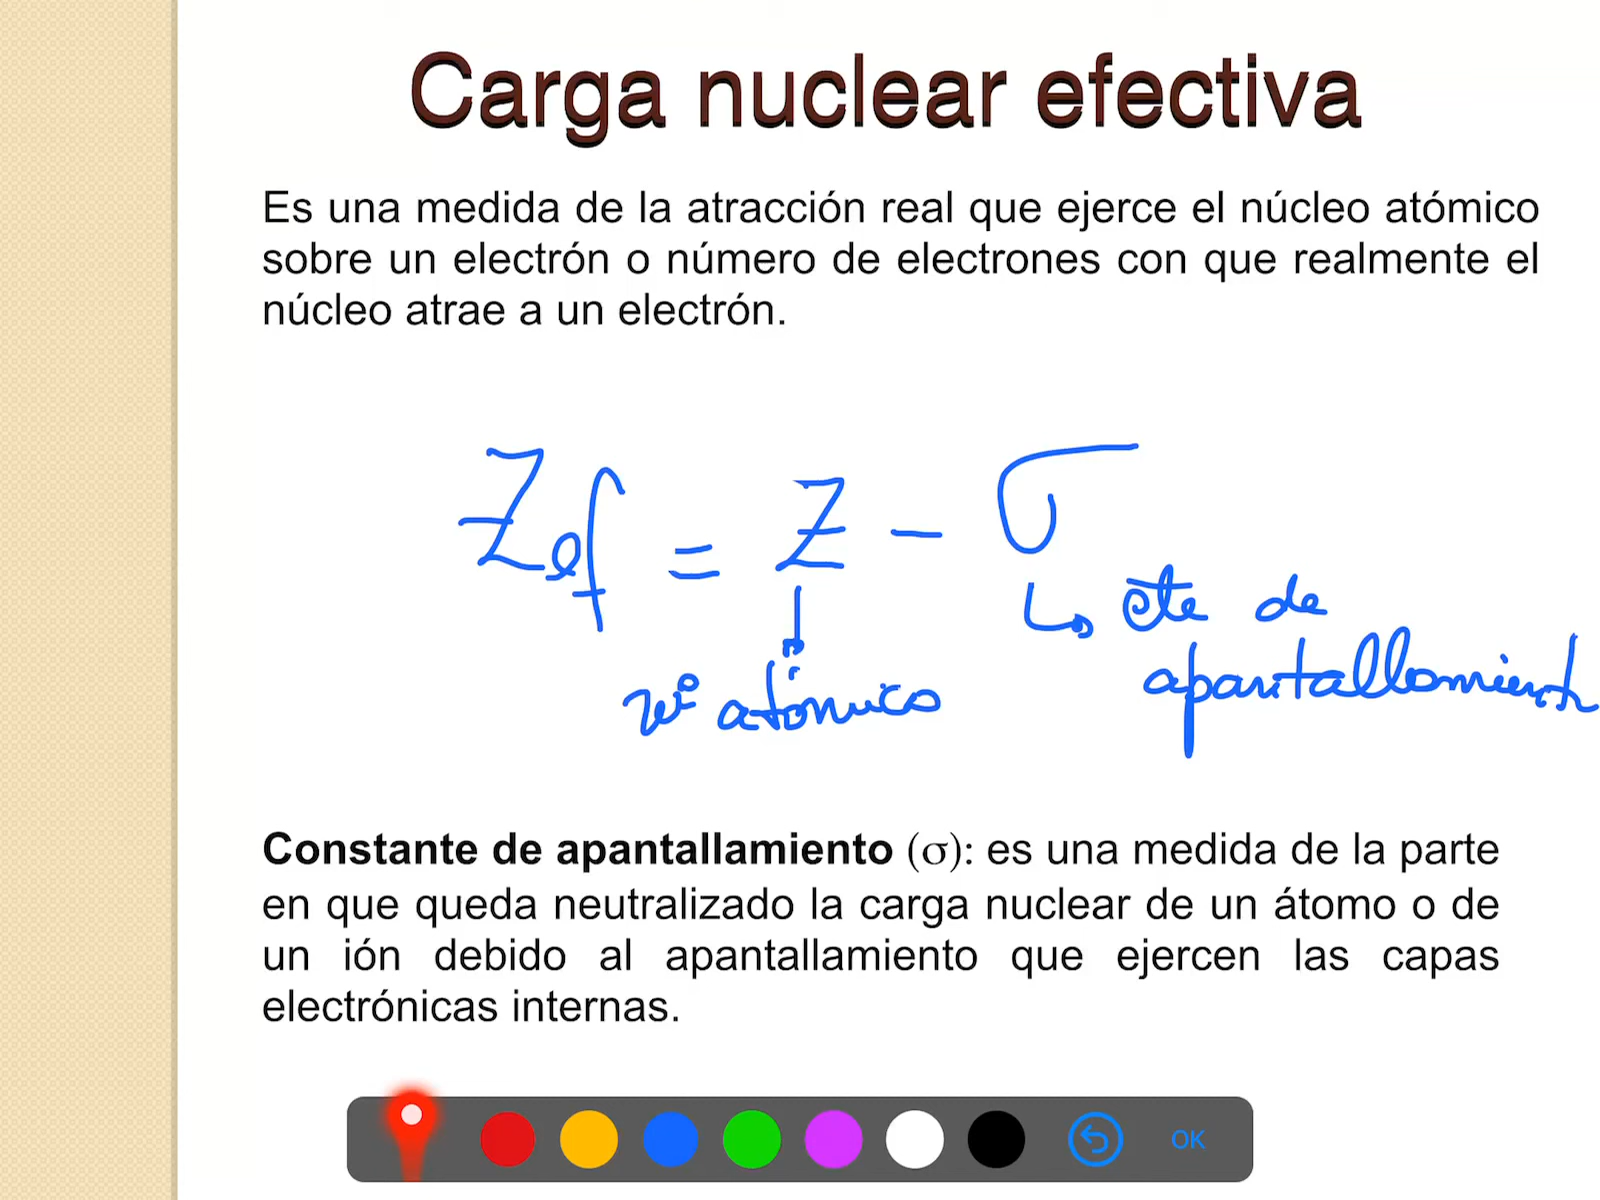 Carga nuclear efectiva
Es una medida de la atracción real que ejerce el núcleo atómico
sobre un electrón o número de electrones con que realmente el
núcleo atrae a un electrón.
Zef = Z - σ
nº atómico
cte de
apantallamiento
Constante de apantallamiento (σ): es una medida de la parte
en que queda neutralizado la carga nuclear de un átomo o de
un ión debido al apantallamiento que ejercen las capas
electrónicas internas.
OK